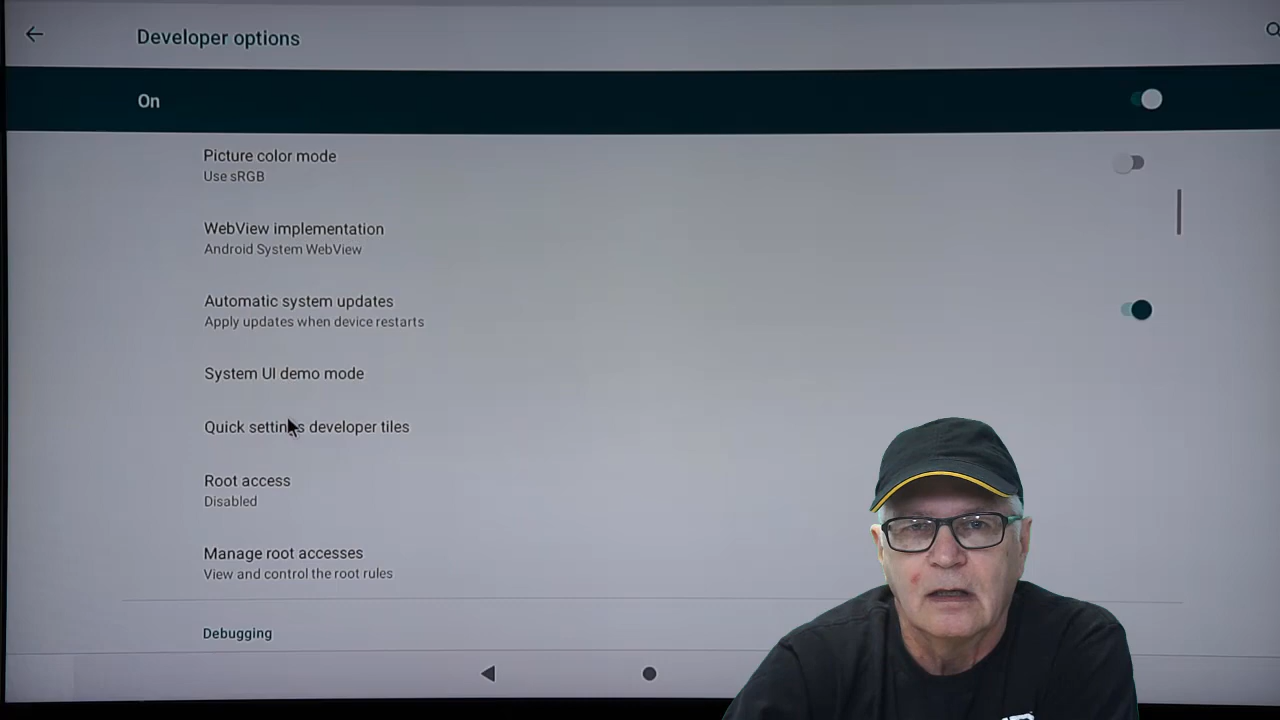 Developer options
On
Picture color mode
Use sRGB
WebView implementation
Android System WebView
Automatic system updates
Apply updates when device restarts
System UI demo mode
Quick settings developer tiles
Root access
Disabled
Manage root accesses
View and control the root rules
Debugging